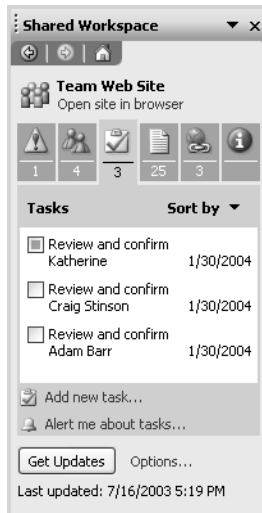 Shared Workspace
Team Web Site
Open site in browser
1 4 3 25 3
Tasks Sort by
Review and confirm
Katherine 1/30/2004
Review and confirm
Craig Stinson 1/30/2004
Review and confirm
Adam Barr 1/30/2004
Add new task...
Alert me about tasks...
Get Updates Options...
Last updated: 7/16/2003 5:19 PM